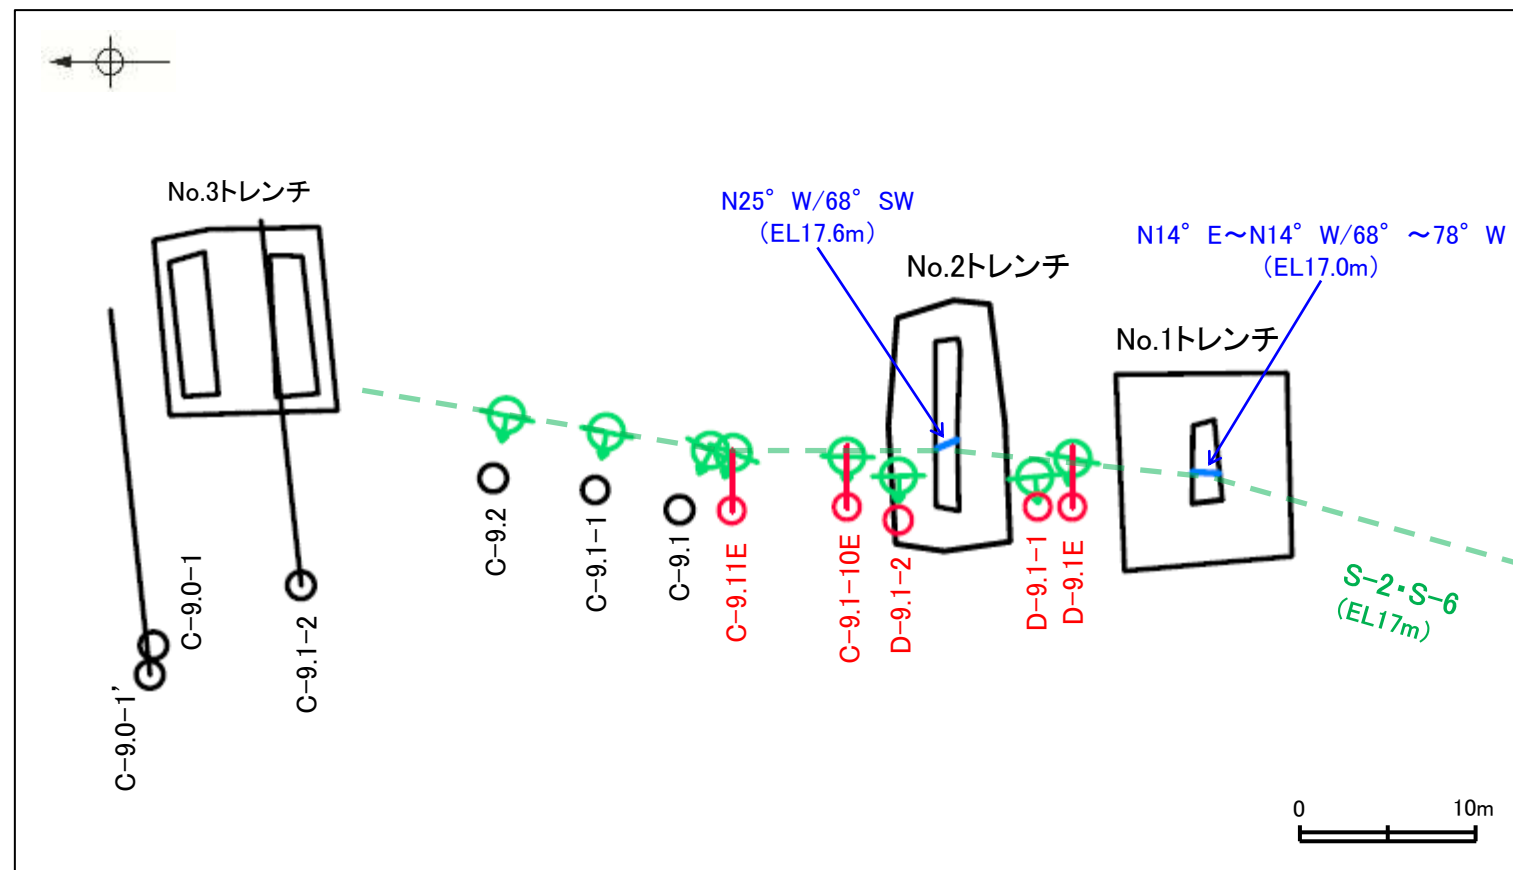 No.3トレンチ
N25°W/68°SW
(EL17.6m)
N14°E～N14°W/68°～78°W
(EL17.0m)
No.2トレンチ
No.1トレンチ
C-9.0-1'
C-9.0-1
C-9.1-2
C-9.2
C-9.1-1
C-9.1
C-9.11E
C-9.1-10E
D-9.1-2
D-9.1-1
D-9.1E
S-2・S-6
(EL17m)
0 10m